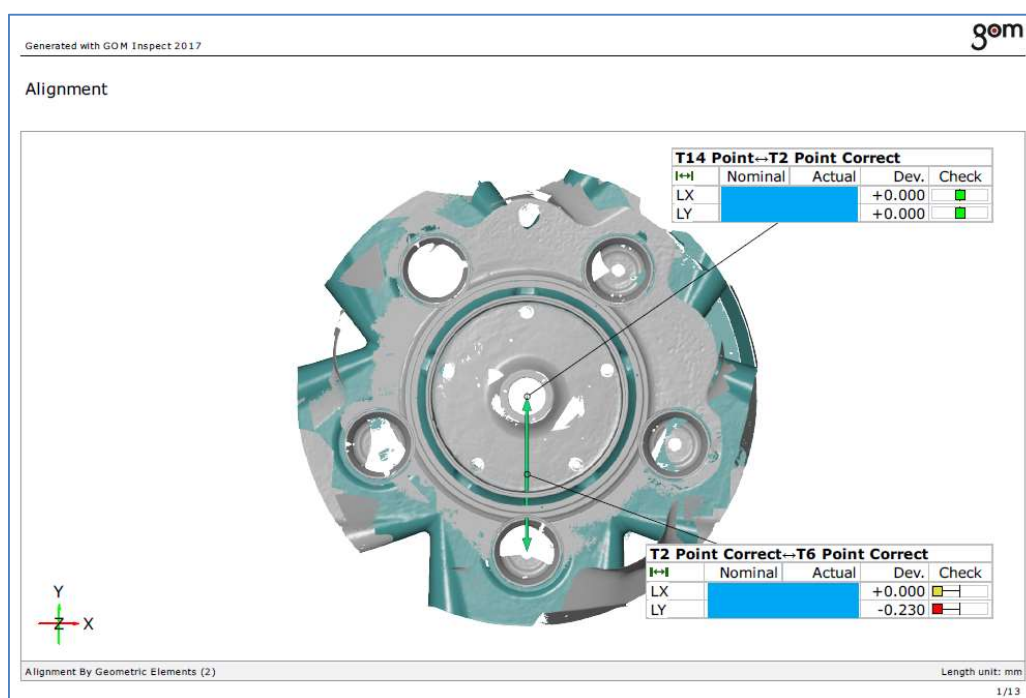 gom
Generated with GOM Inspect 2017
Alignment
T14 Point↔T2 Point Correct
Nominal Actual Dev. Check
LX +0.000
LY +0.000
T2 Point Correct↔T6 Point Correct
Nominal Actual Dev. Check
LX +0.000
LY -0.230
Y
Z X
Alignment By Geometric Elements (2) Length unit: mm
1/13